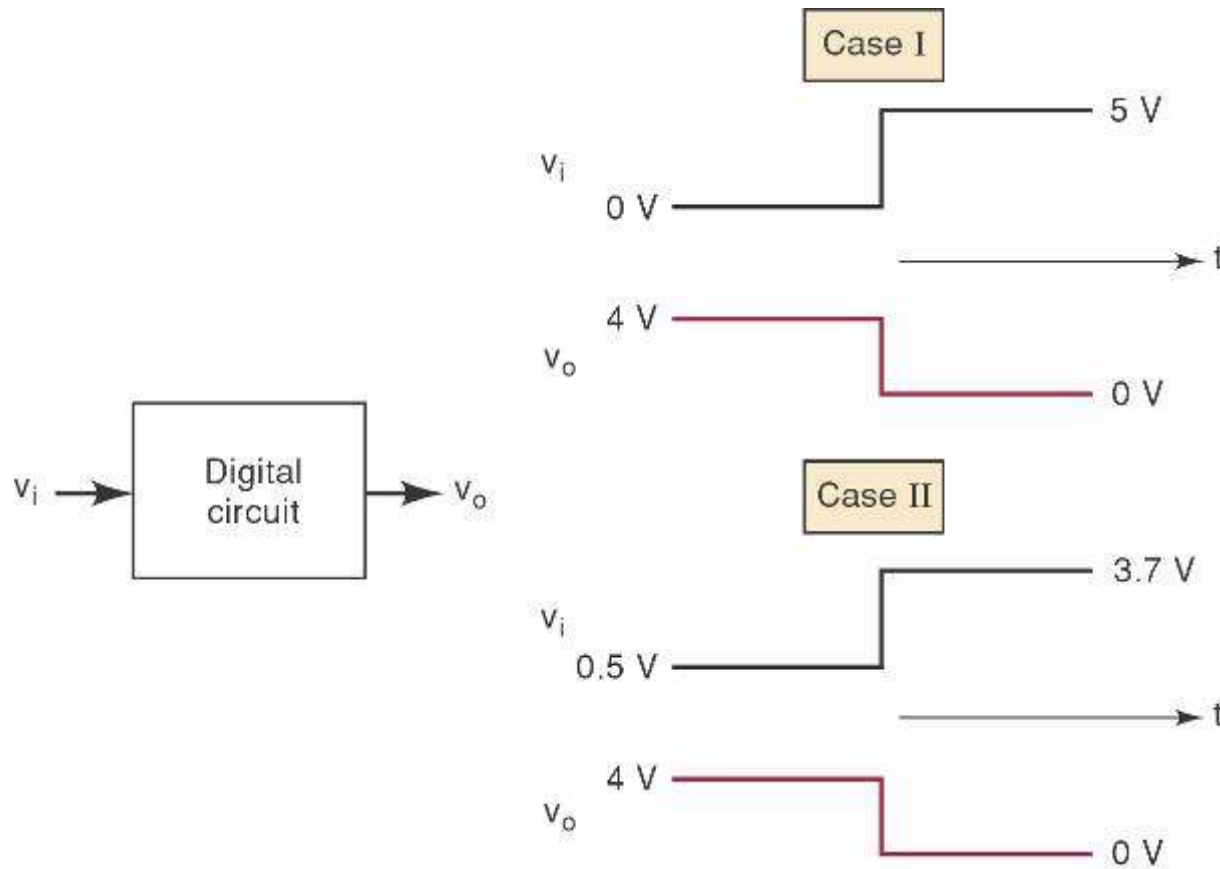 Case I
5 V
vi
0 V
t
4 V
vo
0 V
Digital
circuit
vi
vo
Case II
3.7 V
vi
0.5 V
t
4 V
vo
0 V